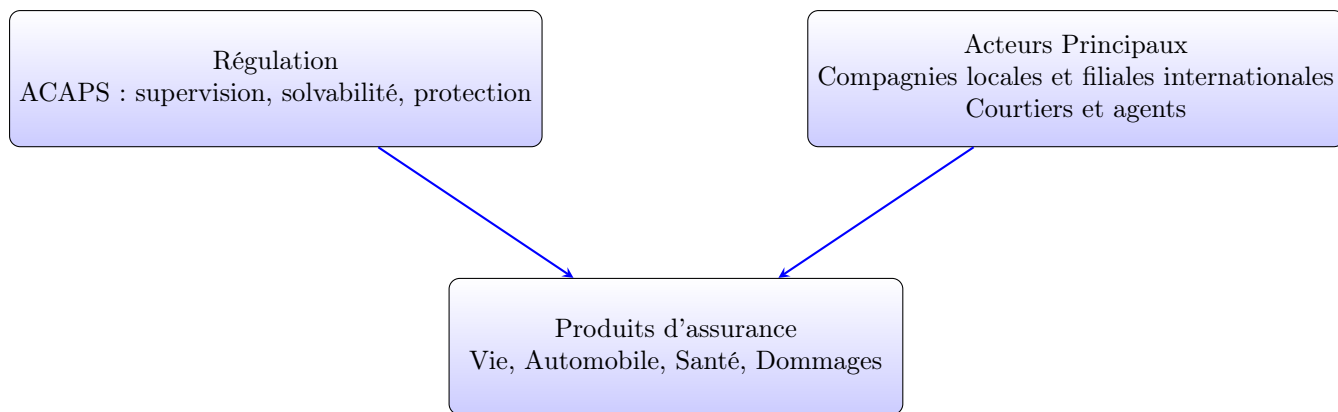 Régulation
ACAPS : supervision, solvabilité, protection
Acteurs Principaux
Compagnies locales et filiales internationales
Courtiers et agents
Produits d'assurance
Vie, Automobile, Santé, Dommages